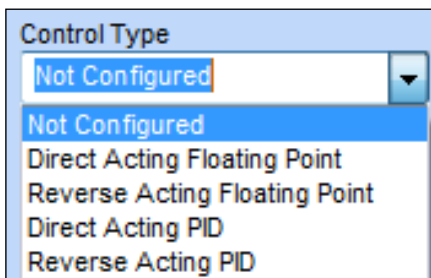 Control Type
Not Configured
Not Configured
Direct Acting Floating Point
Reverse Acting Floating Point
Direct Acting PID
Reverse Acting PID